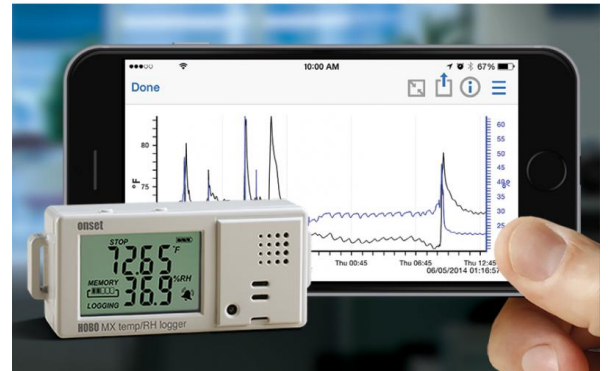 10:00 AM
67%
Done
80
75
°F
60
55
50
45
40
35
30
25
Thu 00:45
Thu 06:45
Thu 12:45
06/05/2014 01:16:57
onset
STOP
72.65 °F
MEMORY
36.9 %RH
LOGGING
HOBO MX temp/RH logger